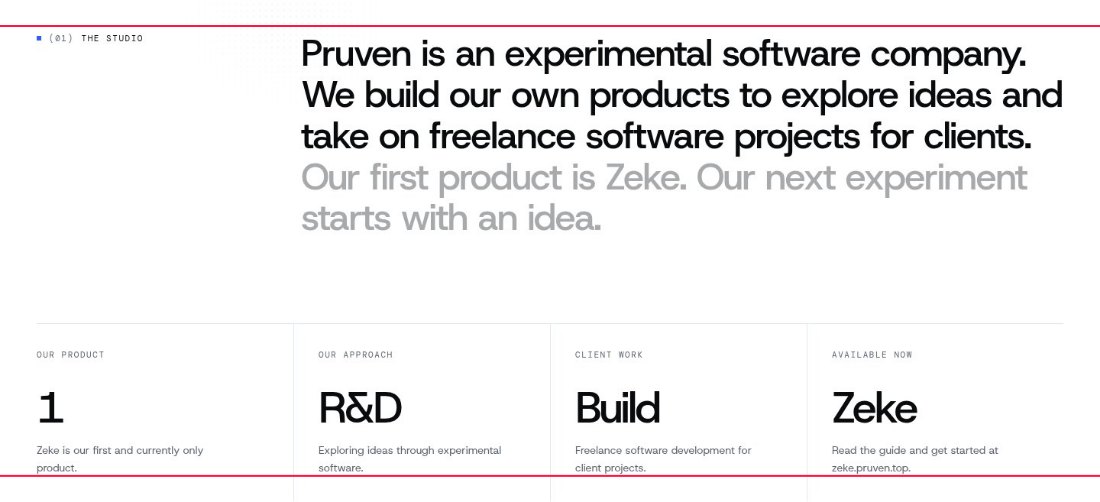 (01) THE STUDIO
Pruven is an experimental software company.
We build our own products to explore ideas and
take on freelance software projects for clients.
Our first product is Zeke. Our next experiment
starts with an idea.
OUR PRODUCT
1
Zeke is our first and currently only
product.
OUR APPROACH
R&D
Exploring ideas through experimental
software.
CLIENT WORK
Build
Freelance software development for
client projects.
AVAILABLE NOW
Zeke
Read the guide and get started at
zeke.pruven.top.